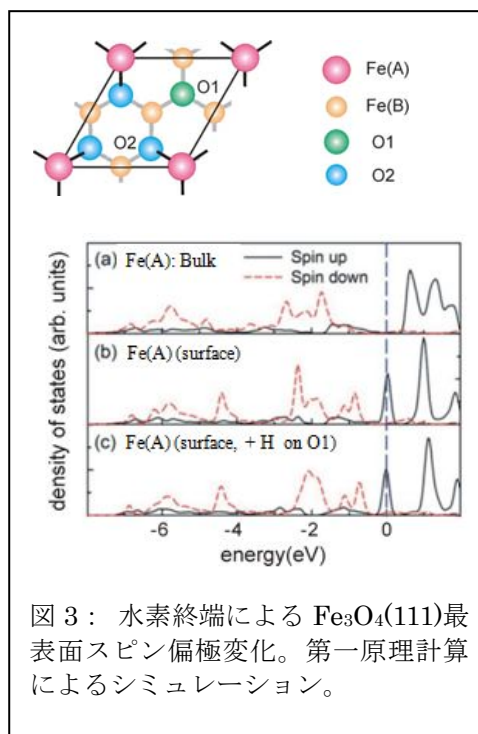 Fe(A)
O1
Fe(B)
O1
O2
O2
density of states (arb. units)
(a) Fe(A): Bulk
Spin up
Spin down
(b) Fe(A) (surface)
(c) Fe(A) (surface, + H on O1)
-6 -4 -2 0
energy(eV)
図 3： 水素終端による Fe₃O₄(111)最
表面スピン偏極変化。第一原理計算
によるシミュレーション。